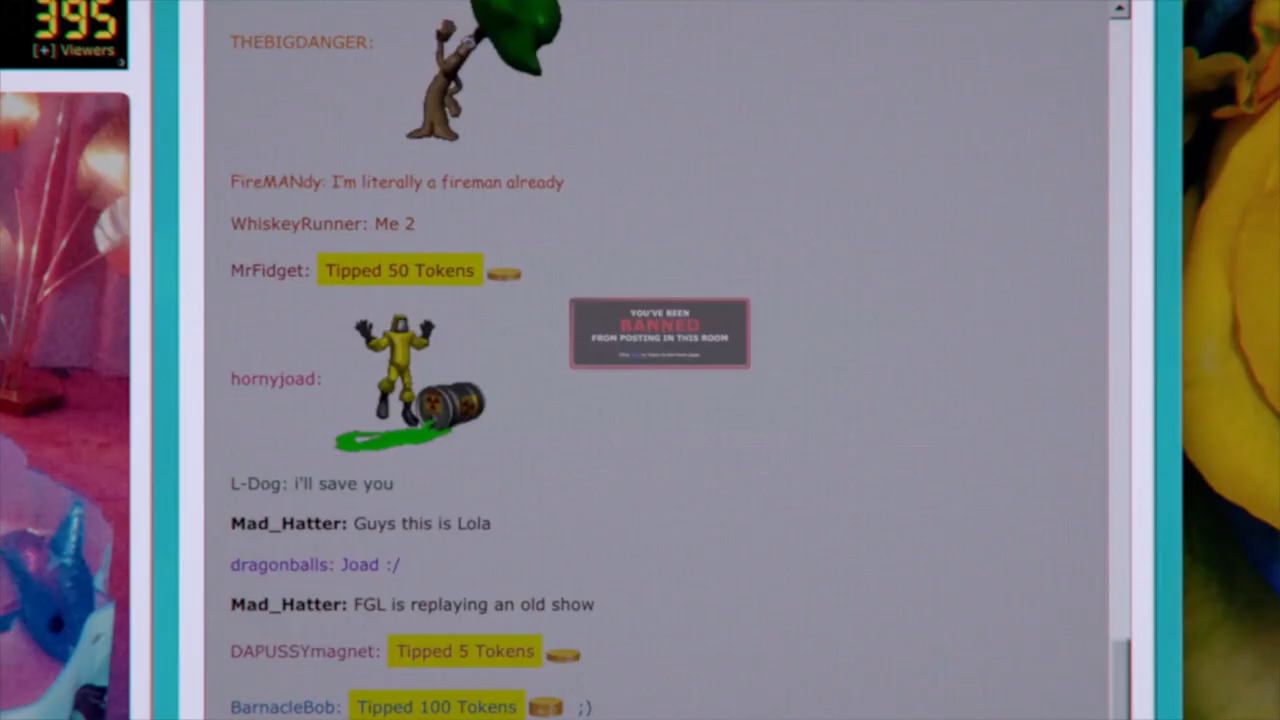 395
[+] Viewers
THEBIGDANGER:
FireMANdy: I'm literally a fireman already
WhiskeyRunner: Me 2
MrFidget: Tipped 50 Tokens
YOU'VE BEEN
BANNED
FROM POSTING IN THIS ROOM
hornyjoad:
L-Dog: i'll save you
Mad_Hatter: Guys this is Lola
dragonballs: Joad :/
Mad_Hatter: FGL is replaying an old show
DAPUSSYmagnet: Tipped 5 Tokens
BarnacleBob: Tipped 100 Tokens ;)